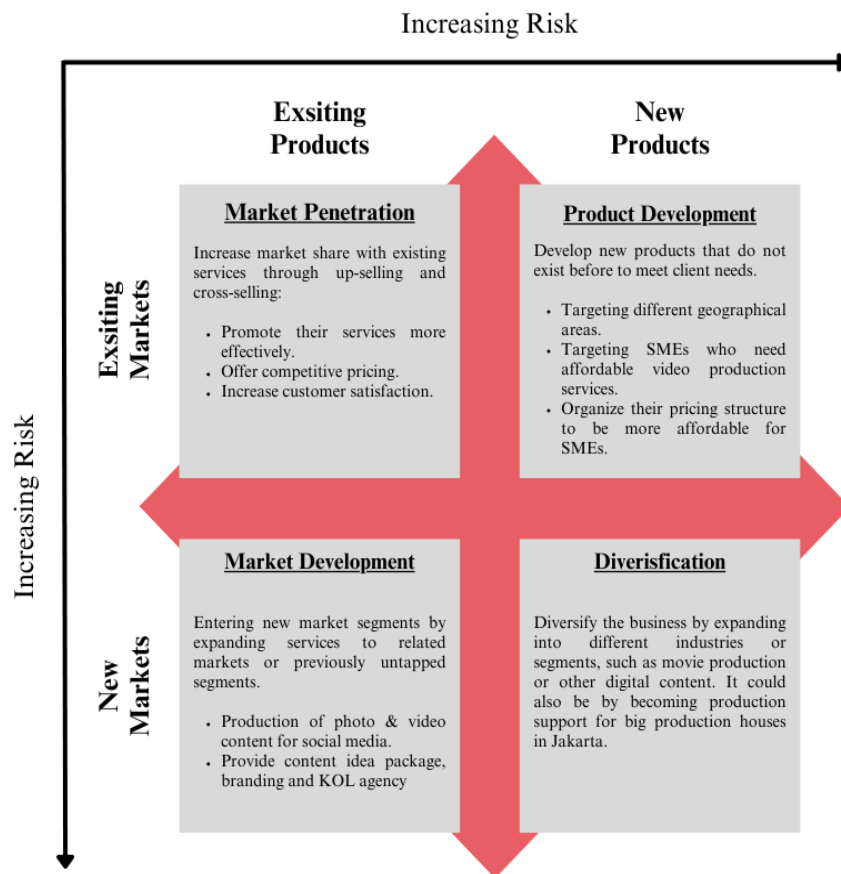 Increasing Risk
Exsiting
Products
New
Products
Increasing Risk
Exsiting
Markets
Market Penetration
Increase market share with existing
services through up-selling and
cross-selling:
• Promote their services more
effectively.
• Offer competitive pricing.
• Increase customer satisfaction.
Product Development
Develop new products that do not
exist before to meet client needs.
• Targeting different geographical
areas.
• Targeting SMEs who need
affordable video production
services.
• Organize their pricing structure
to be more affordable for
SMEs.
New
Markets
Market Development
Entering new market segments by
expanding services to related
markets or previously untapped
segments.
• Production of photo & video
content for social media.
• Provide content idea package,
branding and KOL agency
Diverisfication
Diversify the business by expanding
into different industries or
segments, such as movie production
or other digital content. It could
also be by becoming production
support for big production houses
in Jakarta.